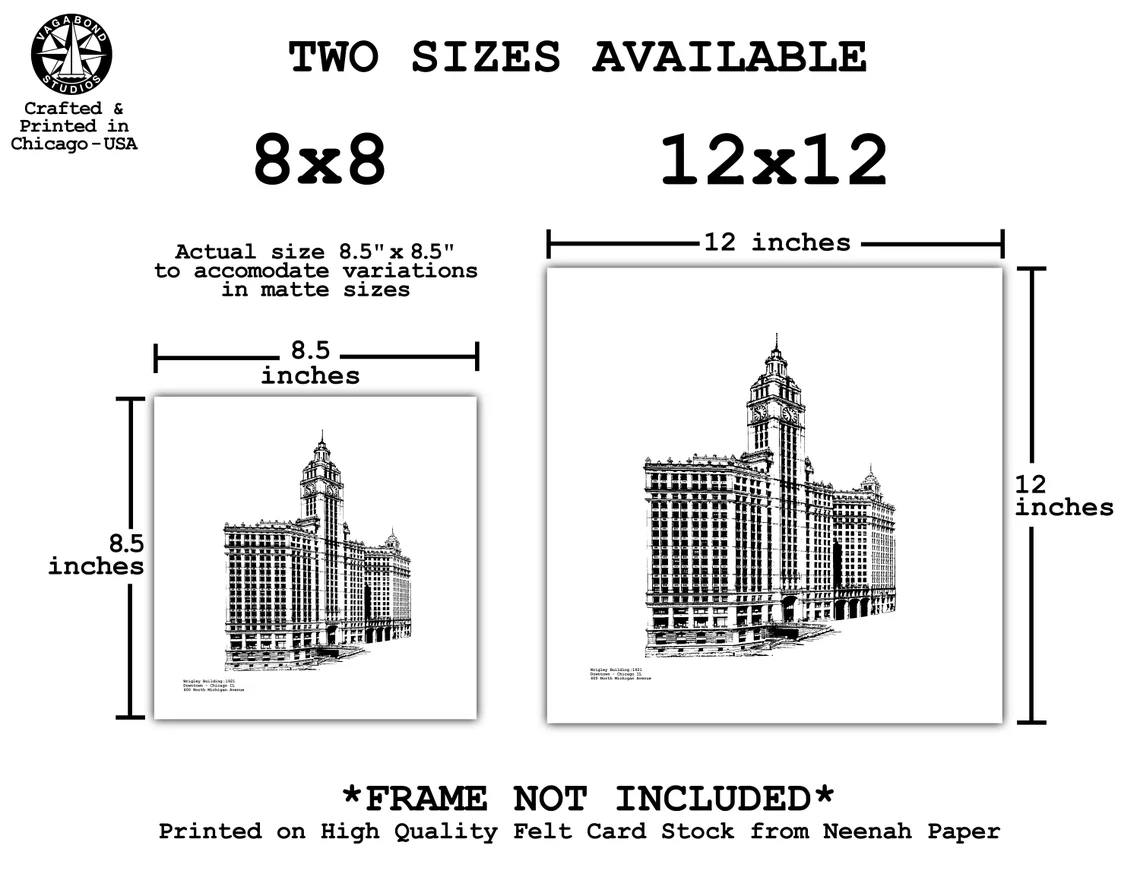 VAGABOND
STUDIOS
Crafted &
Printed in
Chicago-USA
TWO SIZES AVAILABLE
8x8
12x12
Actual size 8.5" x 8.5"
to accomodate variations
in matte sizes
12 inches
8.5
inches
8.5
inches
12
inches
Wrigley Building:1921
Downtown - Chicago IL
400 North Michigan Avenue
Wrigley Building:1921
Downtown - Chicago IL
400 North Michigan Avenue
*FRAME NOT INCLUDED*
Printed on High Quality Felt Card Stock from Neenah Paper